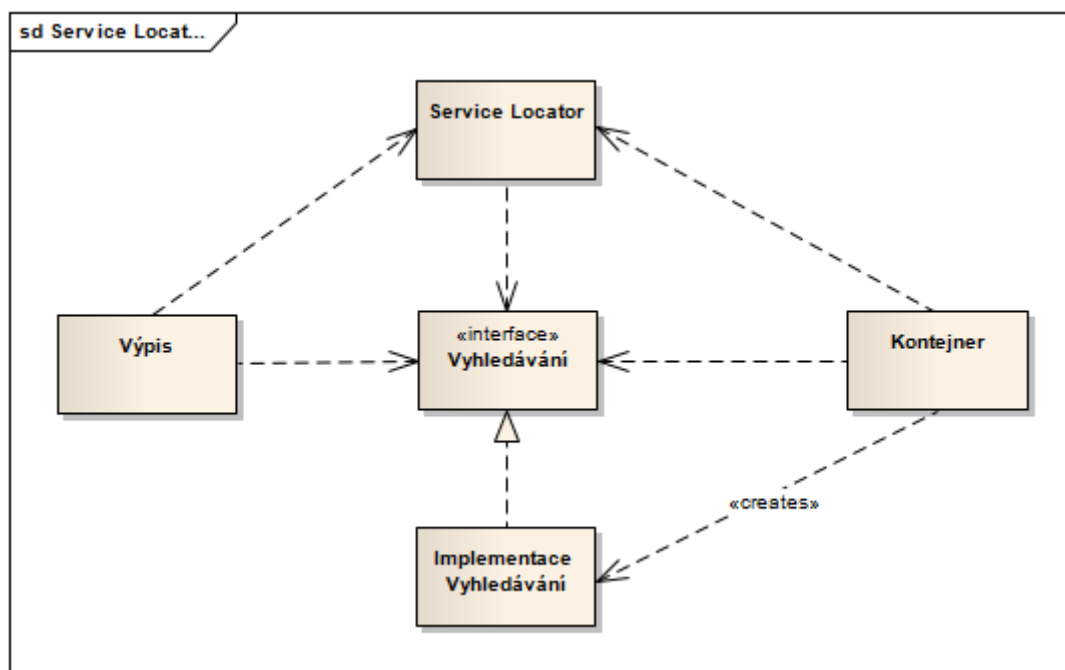 sd Service Locat...
Service Locator
Výpis
«interface»
Vyhledávání
Kontejner
«creates»
Implementace
Vyhledávání